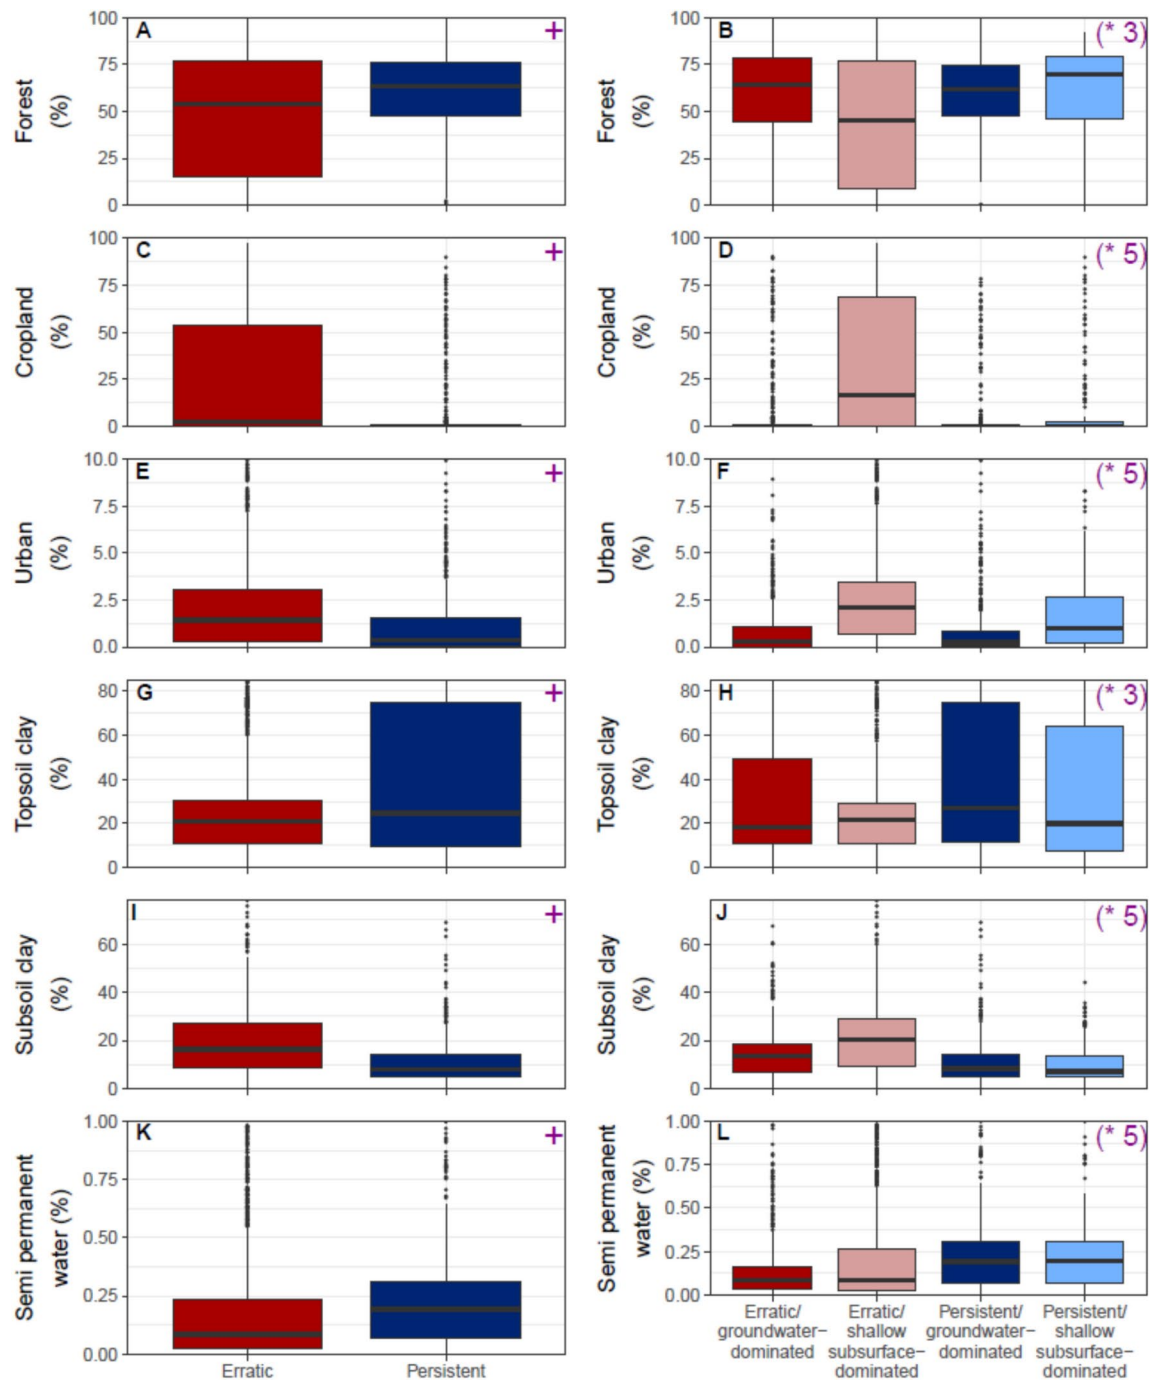 A
+
100
75
50
25
0
Forest
(%)
B
(* 3)
100
75
50
25
0
Forest
(%)
C
+
100
75
50
25
0
Cropland
(%)
D
(* 5)
100
75
50
25
0
Cropland
(%)
E
+
10.0
7.5
5.0
2.5
0.0
Urban
(%)
F
(* 5)
10.0
7.5
5.0
2.5
0.0
Urban
(%)
G
+
80
60
40
20
0
Topsoil clay
(%)
H
(* 3)
80
60
40
20
0
Topsoil clay
(%)
I
+
60
40
20
0
Subsoil clay
(%)
J
(* 5)
60
40
20
0
Subsoil clay
(%)
K
+
1.00
0.75
0.50
0.25
0.00
Semi permanent
water (%)
Erratic
Persistent
L
(* 5)
1.00
0.75
0.50
0.25
0.00
Semi permanent
water (%)
Erratic/
groundwater-
dominated
Erratic/
shallow
subsurface-
dominated
Persistent/
groundwater-
dominated
Persistent/
shallow
subsurface-
dominated